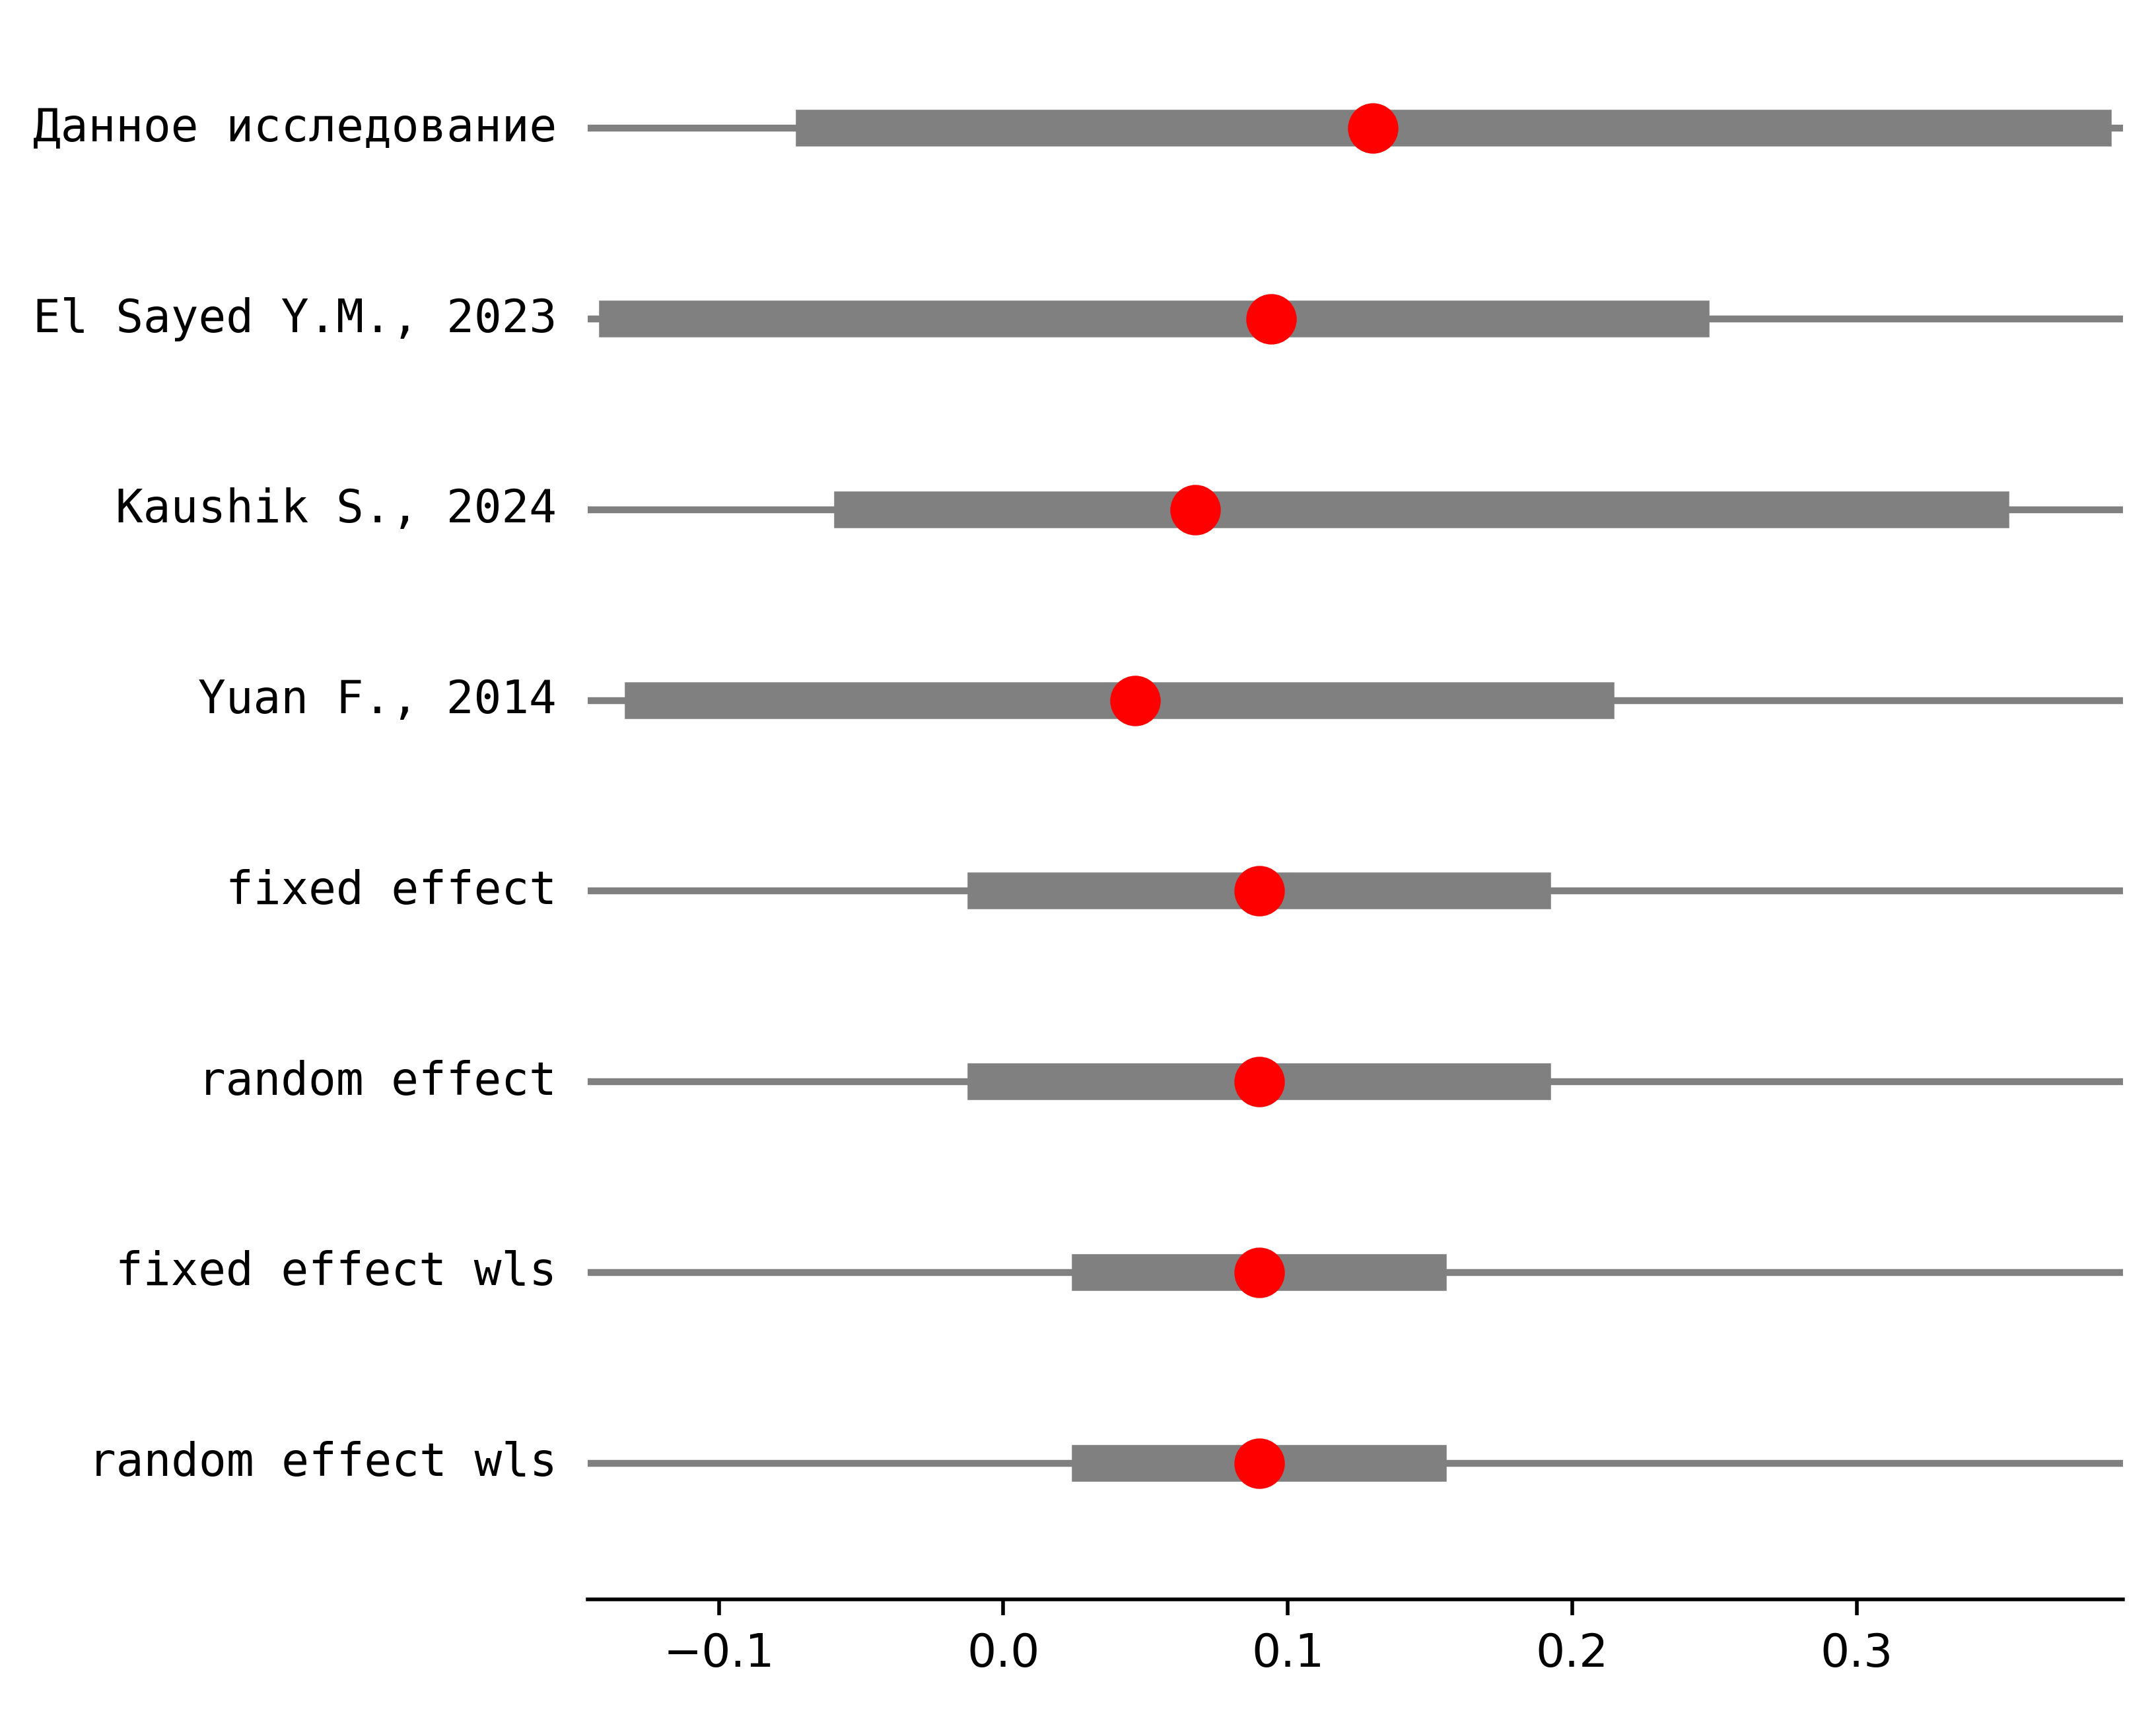 Данное исследование
El Sayed Y.M., 2023
Kaushik S., 2024
Yuan F., 2014
fixed effect
random effect
fixed effect wls
random effect wls
−0.1 0.0 0.1 0.2 0.3